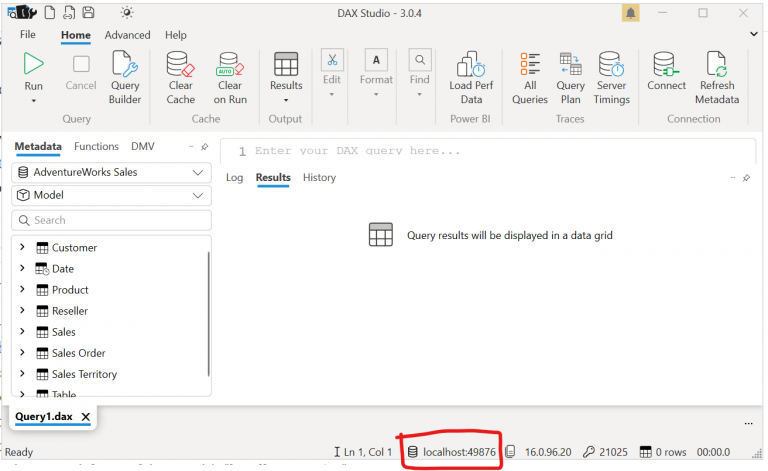 DAX Studio - 3.0.4
File Home Advanced Help
Run Cancel Query Builder Clear Cache Clear on Run Results Edit Format Find Load Perf Data All Queries Query Plan Server Timings Connect Refresh Metadata
AUTO
A
Query Cache Output Power BI Traces Connection
Metadata Functions DMV
1 Enter your DAX query here...
AdventureWorks Sales
Log Results History
Model
Search
Query results will be displayed in a data grid
Customer
Date
Product
Reseller
Sales
Sales Order
Sales Territory
Table
Query1.dax X
Ready Ln 1, Col 1 localhost:49876 16.0.96.20 21025 0 rows 00:00.0